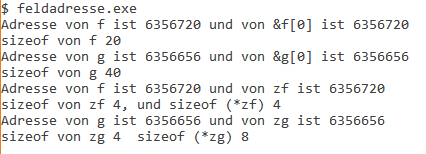 $ feldadresse.exe
Adresse von f ist 6356720 und von &f[0] ist 6356720
sizeof von f 20
Adresse von g ist 6356656 und von &g[0] ist 6356656
sizeof von g 40
Adresse von f ist 6356720 und von zf ist 6356720
sizeof von zf 4, und sizeof (*zf) 4
Adresse von g ist 6356656 und von zg ist 6356656
sizeof von zg 4  sizeof (*zg) 8